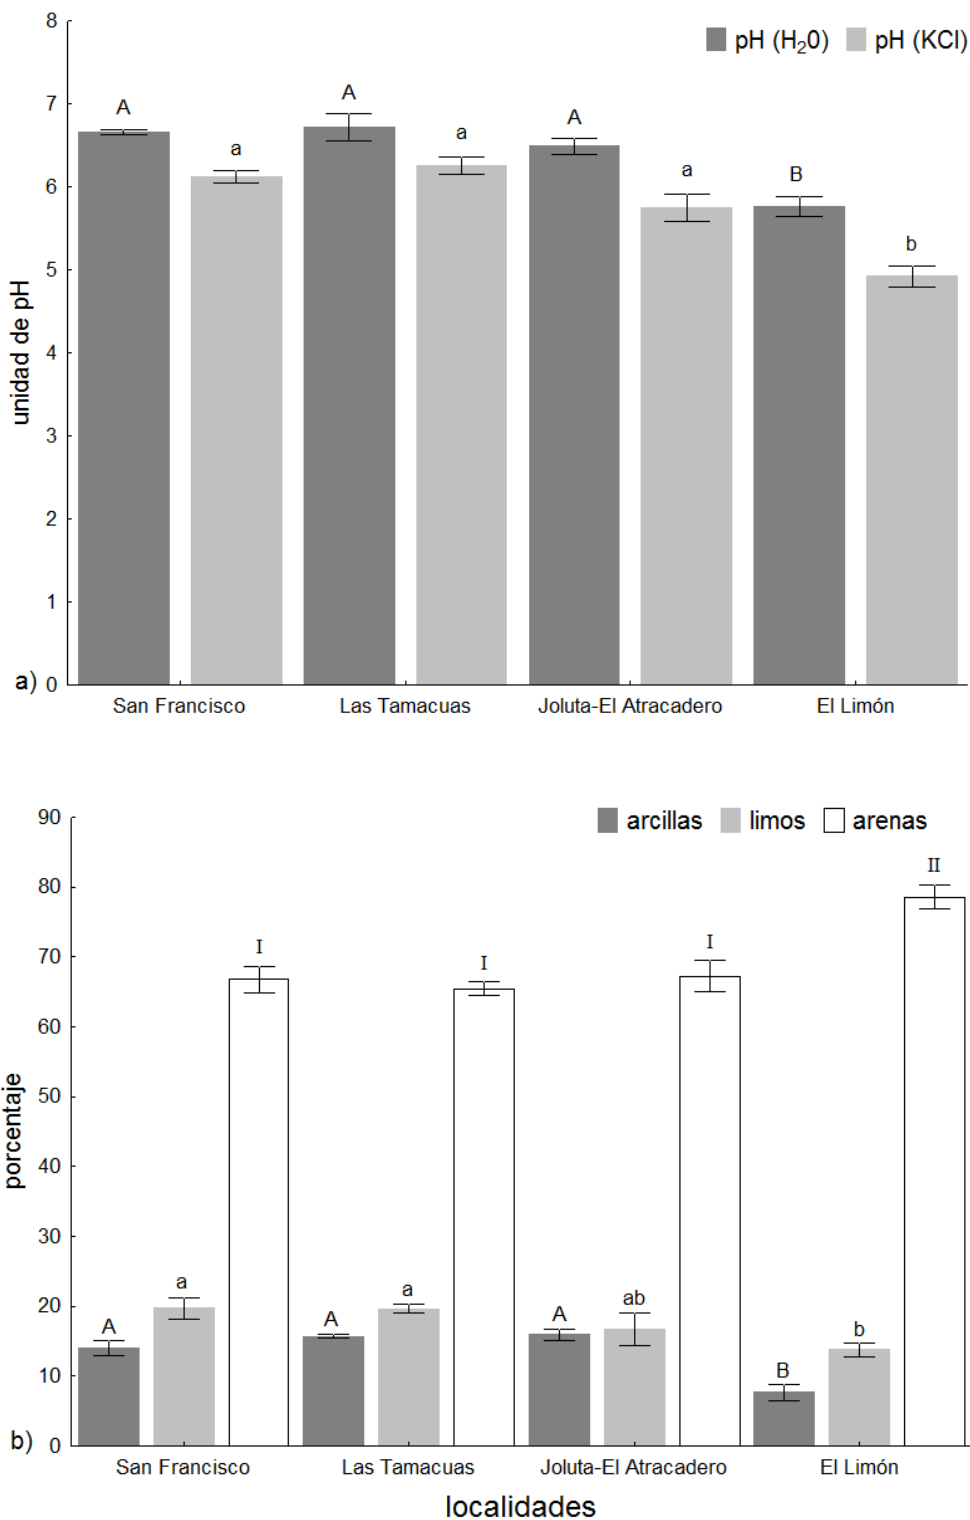 8
pH (H₂0) pH (KCl)
7
A A A
a a a B
6
b
5
4
3
2
1
0
unidad de pH
a)
San Francisco Las Tamacuas Joluta-El Atracadero El Limón
90
arcillas limos arenas
80
II
70
I I I
60
50
40
30
20
a a ab b
A A A B
10
0
porcentaje
b)
San Francisco Las Tamacuas Joluta-El Atracadero El Limón
localidades